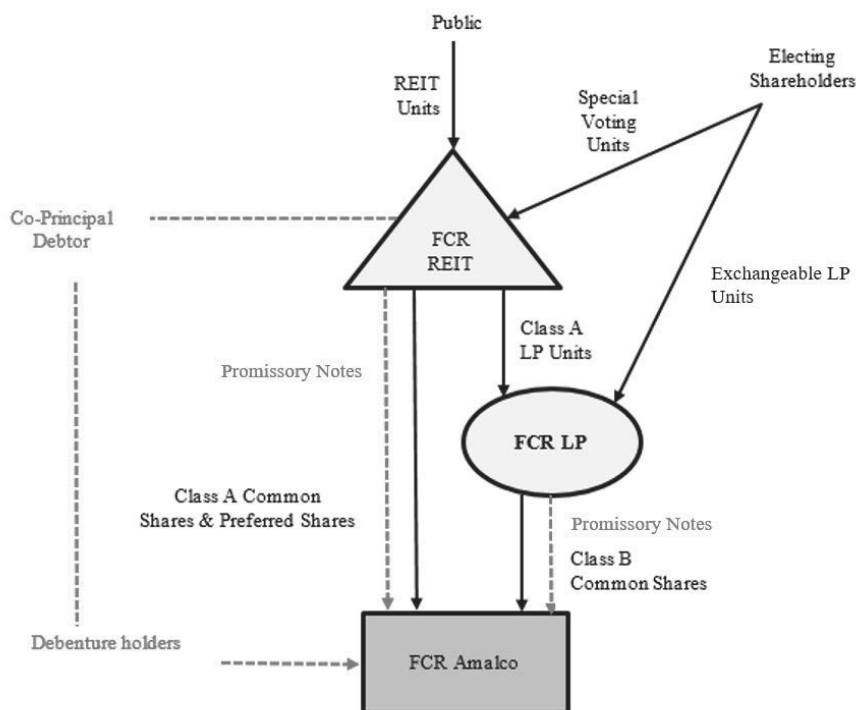 Public
REIT
Units
Electing
Shareholders
Special
Voting
Units
Co-Principal
Debtor
FCR
REIT
Exchangeable LP
Units
Class A
LP Units
Promissory Notes
FCR LP
Class A Common
Shares & Preferred Shares
Promissory Notes
Class B
Common Shares
Debenture holders
FCR Amalco